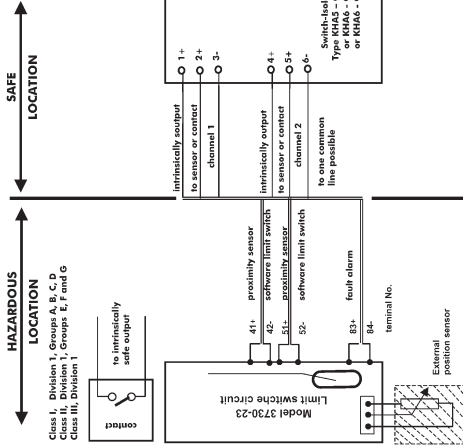 SAFE
LOCATION
HAZARDOUS
LOCATION
Class I, Division 1, Groups A, B, C, D
Class II, Division 1, Groups E, F and G
Class III, Division 1
Switch-Isol
Type KHA5 -
or KHA6 -
or KHA6 -
1+
2+
3-
4+
5+
6-
intrinsically soutput
to sensor or contact
channel 1
intrinsically output
to sensor or contact
channel 2
to one common
line possible
proximity sensor
software limit switch
proximity sensor
software limit switch
fault alarm
41+
42-
51+
52-
83+
84-
teminal No.
to intrinsically
safe output
contact
Model 3730-23
Limit switche circuit
External
position sensor